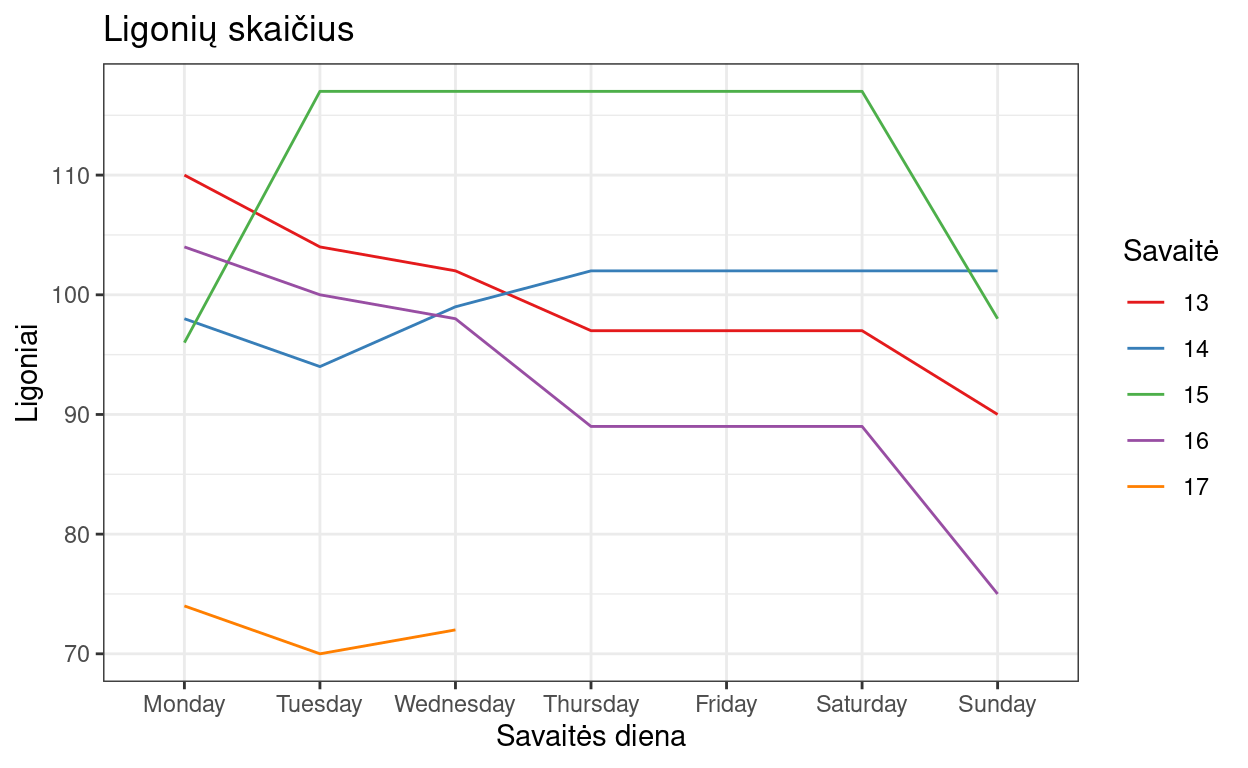 Ligonių skaičius
Ligoniai
110
100
90
80
70
Monday Tuesday Wednesday Thursday Friday Saturday Sunday
Savaitės diena
Savaitė
13
14
15
16
17